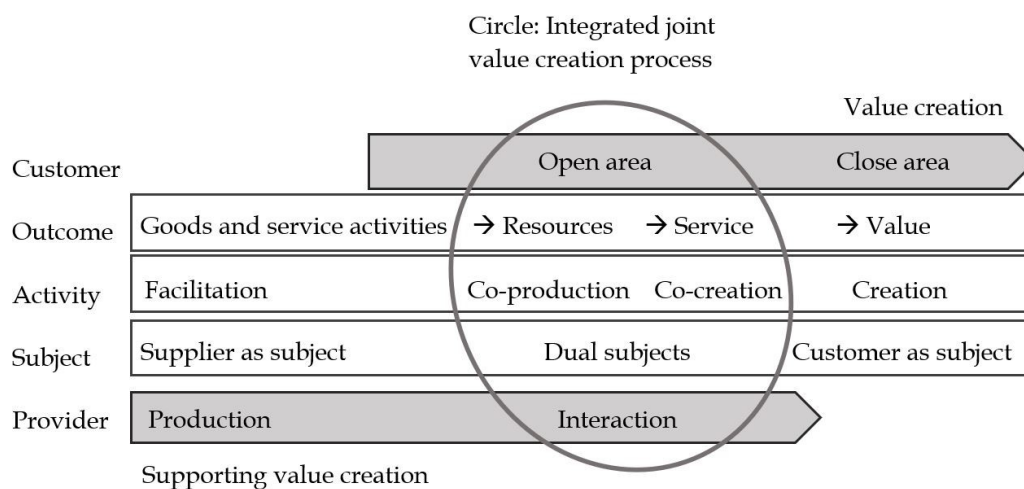 Circle: Integrated joint
value creation process
Value creation
Customer Open area Close area
Outcome Goods and service activities → Resources → Service → Value
Activity Facilitation Co-production Co-creation Creation
Subject Supplier as subject Dual subjects Customer as subject
Provider Production Interaction
Supporting value creation